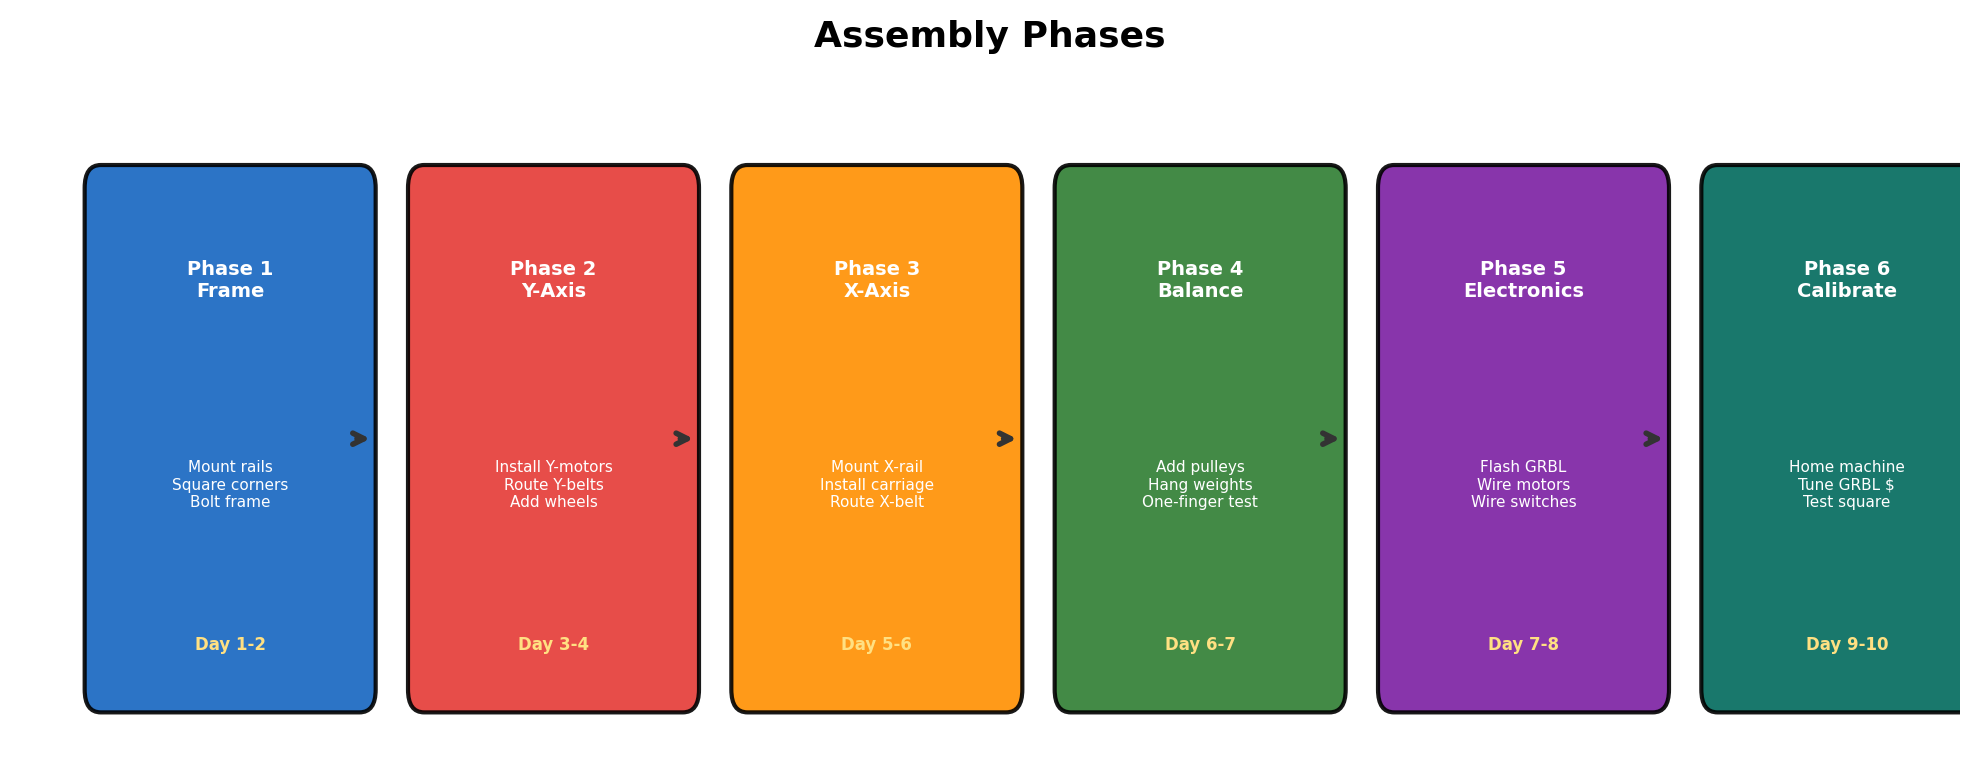 Assembly Phases
Phase 1
Frame
Mount rails
Square corners
Bolt frame
Day 1-2
Phase 2
Y-Axis
Install Y-motors
Route Y-belts
Add wheels
Day 3-4
Phase 3
X-Axis
Mount X-rail
Install carriage
Route X-belt
Day 5-6
Phase 4
Balance
Add pulleys
Hang weights
One-finger test
Day 6-7
Phase 5
Electronics
Flash GRBL
Wire motors
Wire switches
Day 7-8
Phase 6
Calibrate
Home machine
Tune GRBL $
Test square
Day 9-10